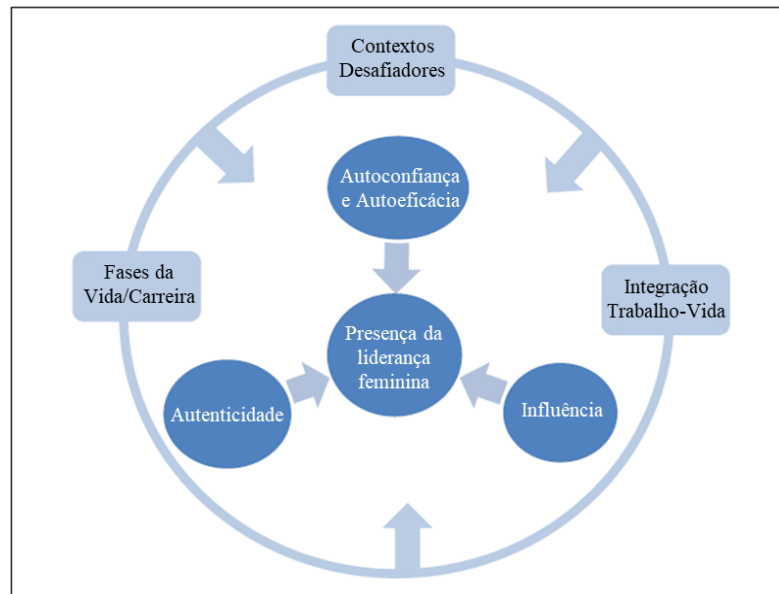 Contextos
Desafiadores
Autoconfiança
e Autoeficácia
Fases da
Vida/Carreira
Integração
Trabalho-Vida
Presença da
liderança
feminina
Autenticidade
Influência